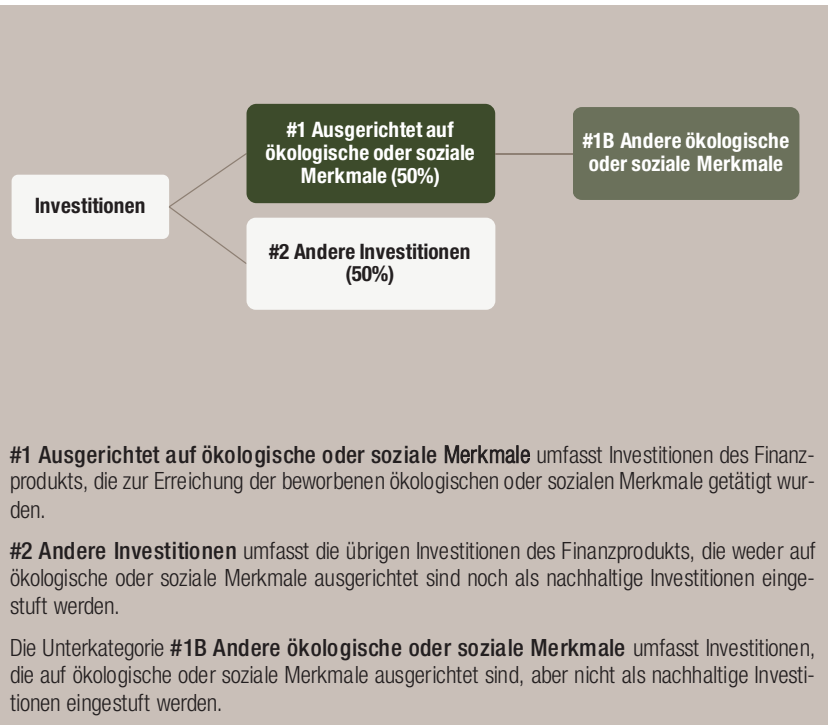 #1 Ausgerichtet auf
ökologische oder soziale
Merkmale (50%)
#1B Andere ökologische
oder soziale Merkmale
Investitionen
#2 Andere Investitionen
(50%)
#1 Ausgerichtet auf ökologische oder soziale Merkmale umfasst Investitionen des Finanz-
produkts, die zur Erreichung der beworbenen ökologischen oder sozialen Merkmale getätigt wur-
den.
#2 Andere Investitionen umfasst die übrigen Investitionen des Finanzprodukts, die weder auf
ökologische oder soziale Merkmale ausgerichtet sind noch als nachhaltige Investitionen einge-
stuft werden.
Die Unterkategorie #1B Andere ökologische oder soziale Merkmale umfasst Investitionen,
die auf ökologische oder soziale Merkmale ausgerichtet sind, aber nicht als nachhaltige Investi-
tionen eingestuft werden.